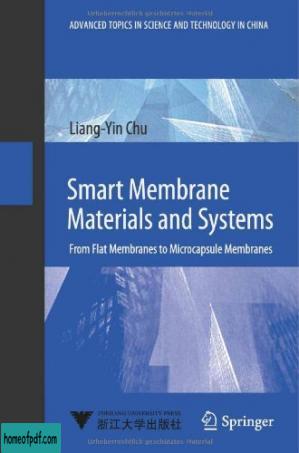 Urheberrechtlich geschütztes Material
ADVANCED TOPICS IN SCIENCE AND TECHNOLOGY IN CHINA
Liang-Yin Chu
Smart Membrane
Materials and Systems
From Flat Membranes to Microcapsule Membranes
ZHEJIANG UNIVERSITY PRESS
浙江大学出版社
Springer
homeofpdf.com
Urheberrechtlich geschütztes Material